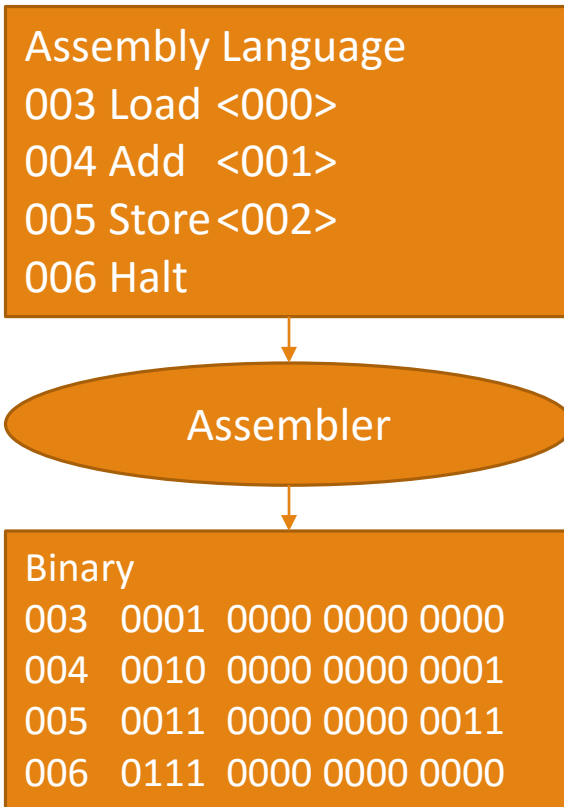 Assembly Language
003 Load <000>
004 Add <001>
005 Store <002>
006 Halt
Assembler
Binary
003 0001 0000 0000 0000
004 0010 0000 0000 0001
005 0011 0000 0000 0011
006 0111 0000 0000 0000